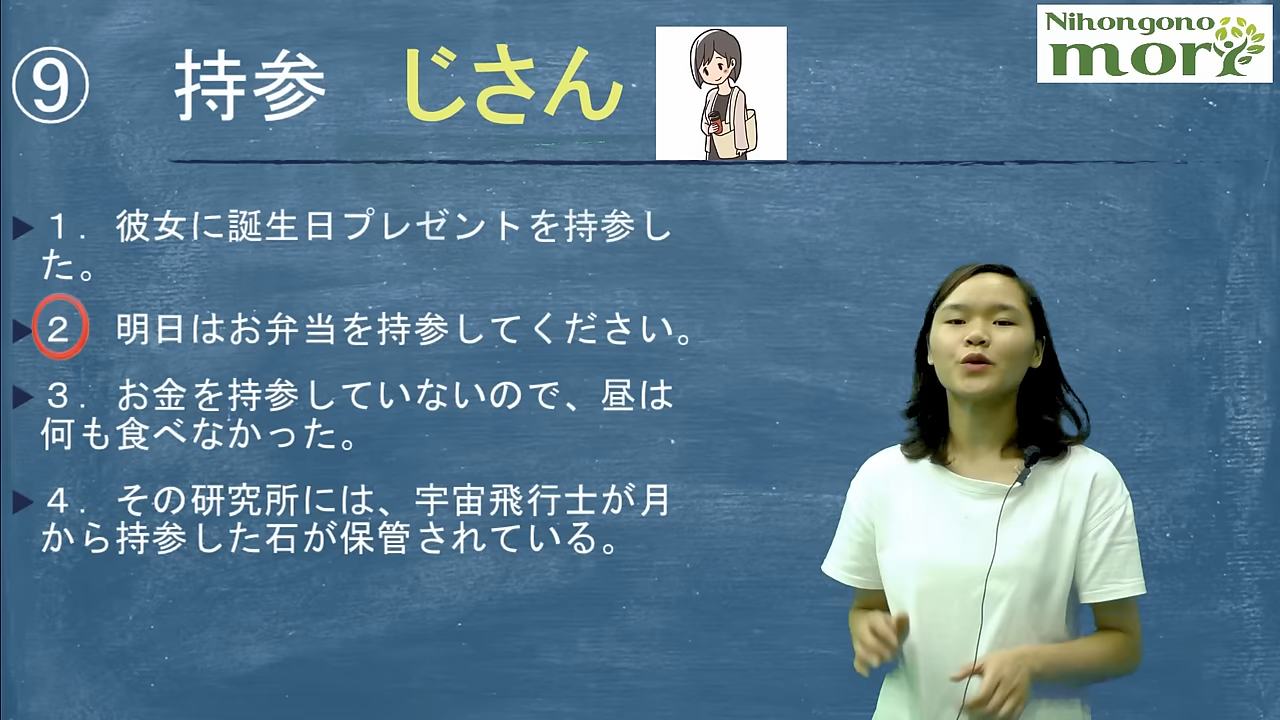 Nihongono
mori
⑨ 持参 じさん
１．彼女に誕生日プレゼントを持参し
た。
２　明日はお弁当を持参してください。
３．お金を持参していないので、昼は
何も食べなかった。
４．その研究所には、宇宙飛行士が月
から持参した石が保管されている。